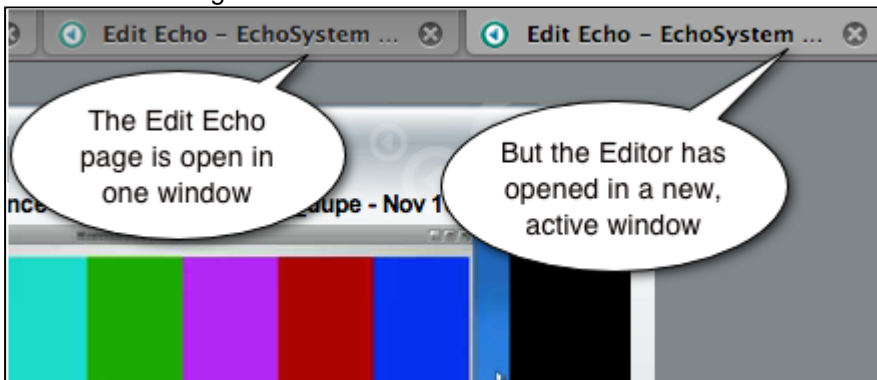 Edit Echo – EchoSystem ...
Edit Echo – EchoSystem ...
The Edit Echo
page is open in
one window
But the Editor has
opened in a new,
active window
dupe - Nov 1